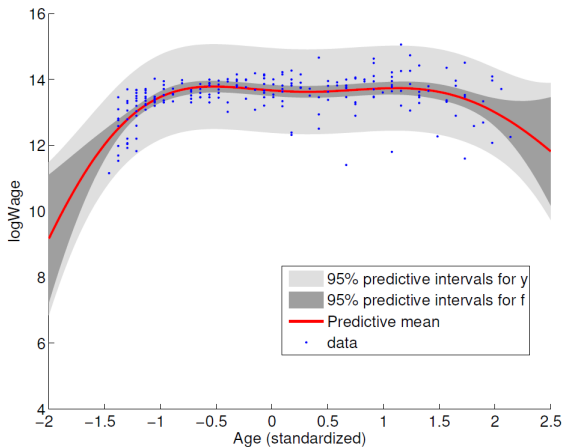 16
14
12
10
8
6
4
logWage
−2 −1.5 −1 −0.5 0 0.5 1 1.5 2 2.5
Age (standardized)
95% predictive intervals for y
95% predictive intervals for f
Predictive mean
data